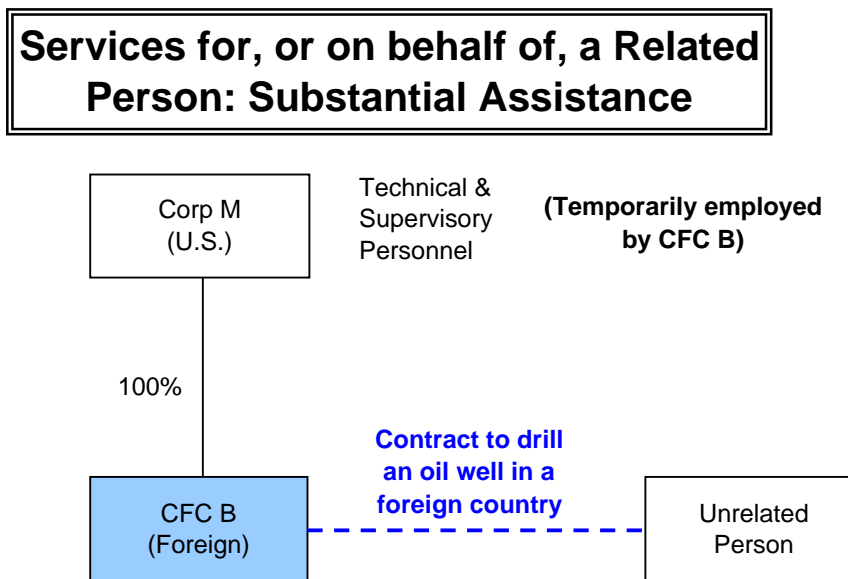 Services for, or on behalf of, a Related
Person: Substantial Assistance
Corp M
(U.S.)
Technical &
Supervisory
Personnel
(Temporarily employed
by CFC B)
100%
Contract to drill
an oil well in a
foreign country
CFC B
(Foreign)
Unrelated
Person